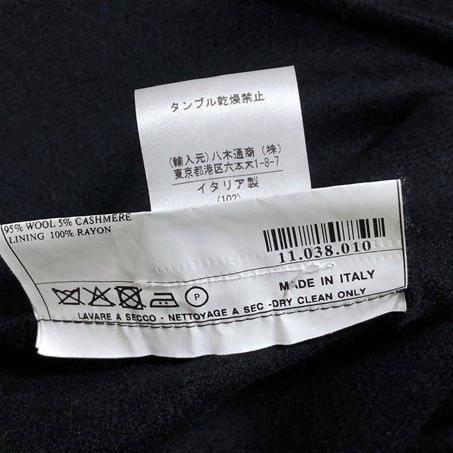 タンブル乾燥禁止
(輸入元) 八木通商 (株)
東京都港区六本木1-8-7
イタリア製
(102)
95% WOOL 5% CASHMERE
LINING 100% RAYON
11.038.010
MADE IN ITALY
P
LAVARE A SECCO - NETTOYAGE A SEC - DRY CLEAN ONLY